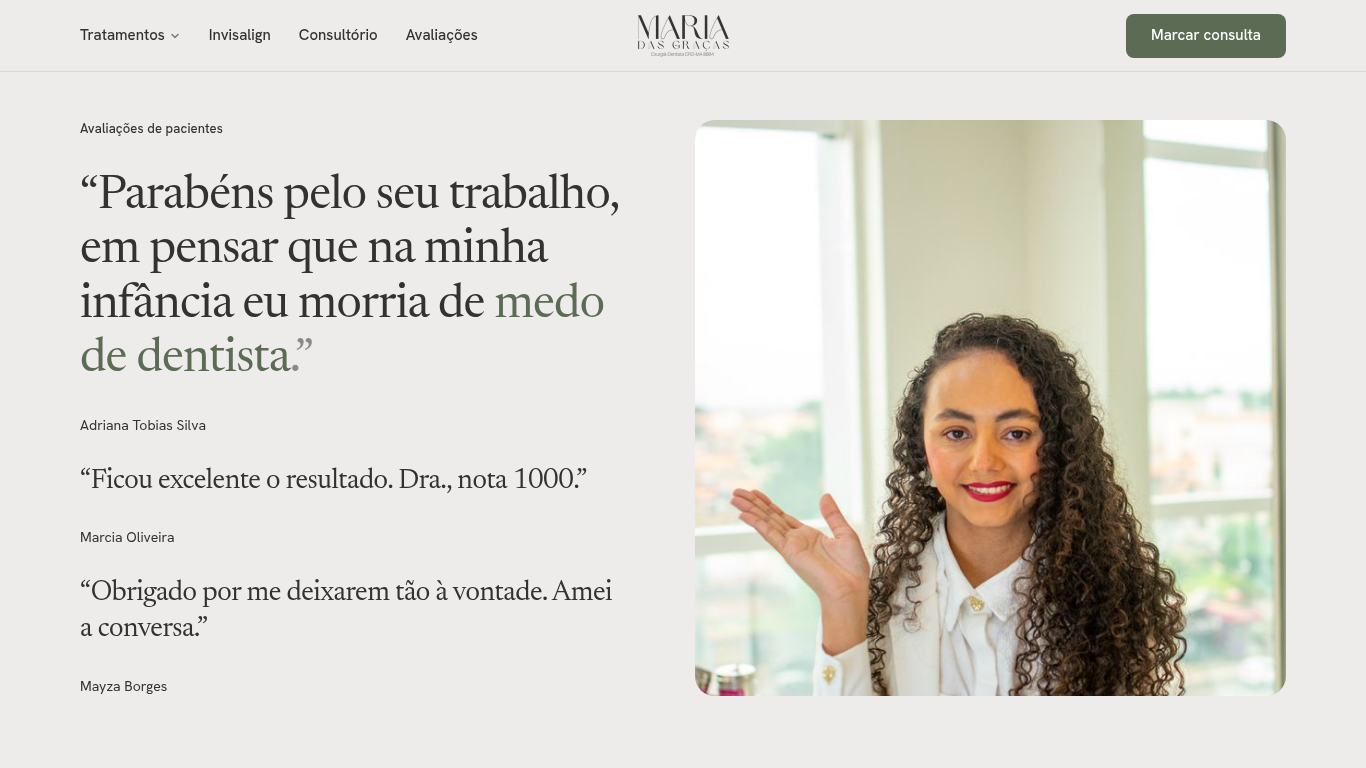 Tratamentos
Invisalign
Consultório
Avaliações
MARIA
DAS GRAÇAS
Marcar consulta
Avaliações de pacientes
“Parabéns pelo seu trabalho,
em pensar que na minha
infância eu morria de medo
de dentista.”
Adriana Tobias Silva
“Ficou excelente o resultado. Dra., nota 1000.”
Marcia Oliveira
“Obrigado por me deixarem tão à vontade. Amei
a conversa.”
Mayza Borges